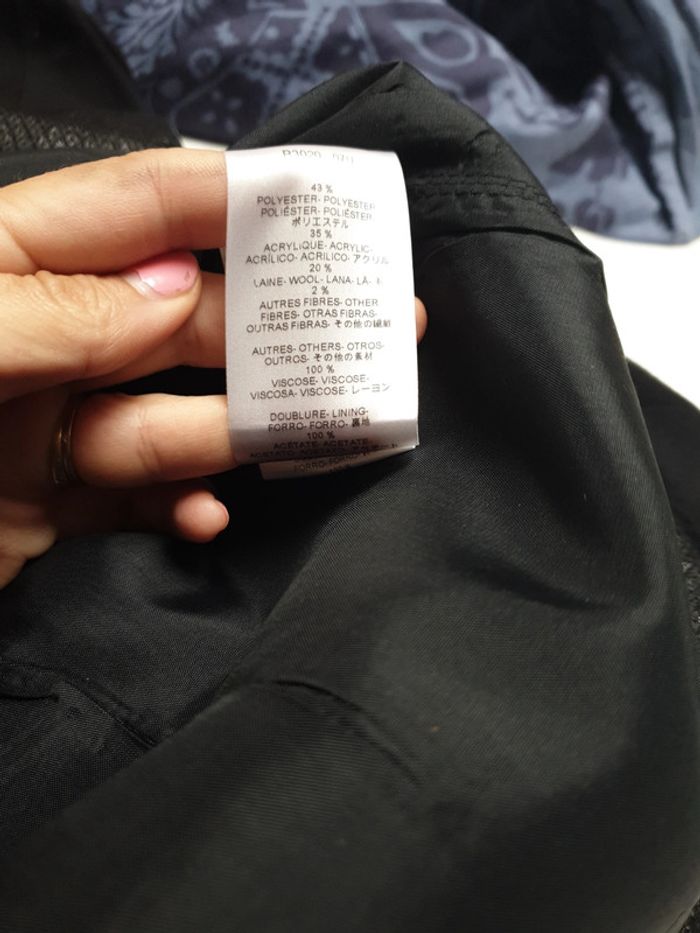 43 %
POLYESTER- POLYESTER
POLIÉSTER- POLIÉSTER
ポリエステル
35 %
ACRYLIQUE- ACRYLIC-
ACRÍLICO- ACRILICO- アクリル
20 %
LAINE- WOOL- LANA- LÃ-
2 %
AUTRES FIBRES- OTHER
FIBRES- OTRAS FIBRAS-
OUTRAS FIBRAS- その他の繊維
AUTRES- OTHERS- OTROS-
OUTROS- その他の素材
100 %
VISCOSE- VISCOSE-
VISCOSA- VISCOSE- レーヨン
DOUBLURE- LINING-
FORRO- FORRO- 裏地
100 %
ACETATE- ACETATE-